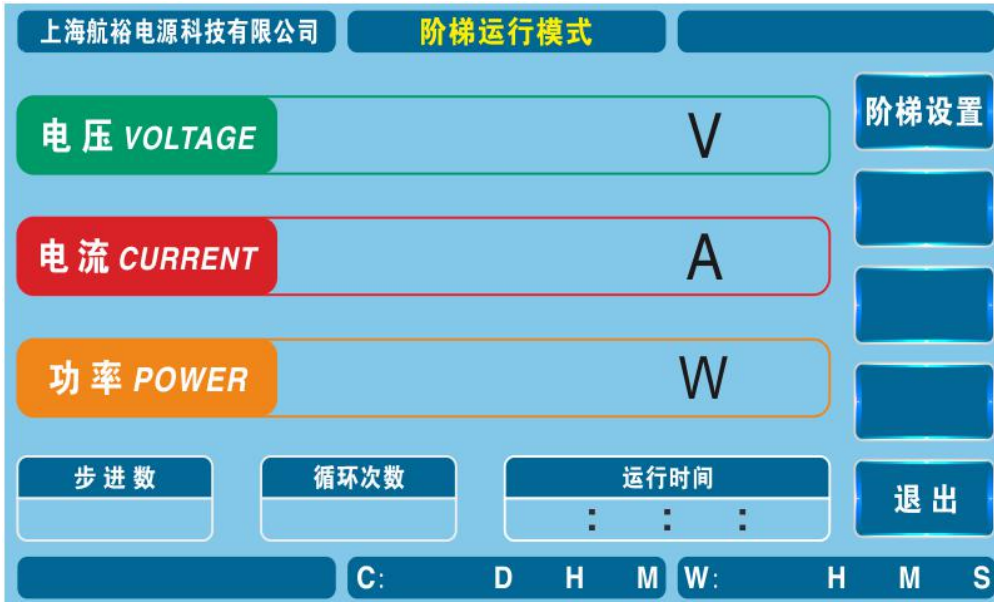 上海航裕电源科技有限公司 阶梯运行模式
阶梯设置
电压 VOLTAGE V
电流 CURRENT A
功率 POWER W
步进数 循环次数 运行时间
: : :
退出
C: D H M W: H M S